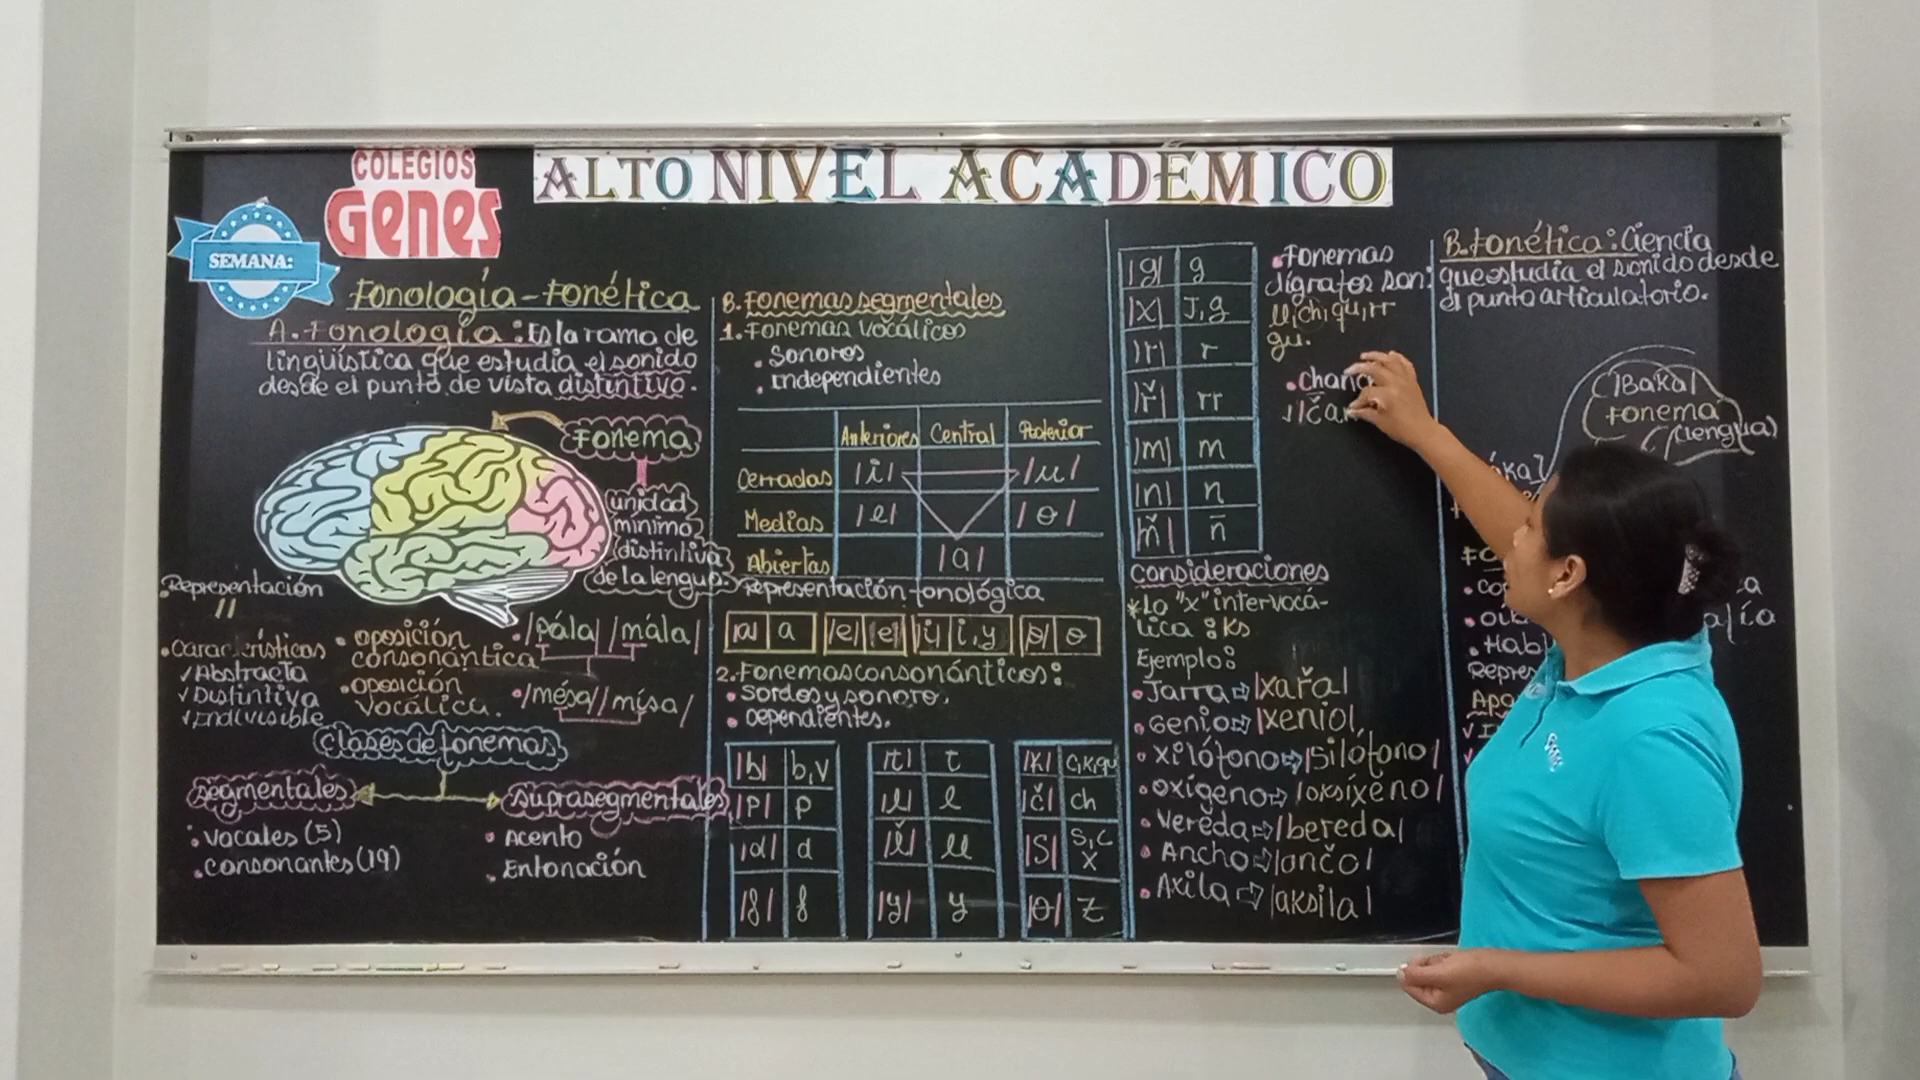 COLEGIOS
GENES
ALTO NIVEL ACADÉMICO
SEMANA:
Fonología-Fonética
A. Fonología: Es la rama de
lingüística que estudia el sonido
desde el punto de vista distintivo.
Fonema
unidad
mínima
distintiva
de la lengua.
Representación
//
Características
✓Abstracta
✓Distintiva
✓Indivisible
• oposición
consonántica
• oposición
vocálica.
• /pála/ /mála/
• /mésa/ /mísa/
Clases de fonemas
Segmentales
• vocales (5)
• consonantes (19)
Suprasegmentales
• Acento
• Entonación
B. Fonemas segmentales
1. Fonemas vocálicos
• Sonoros
• independientes
Anteriores Central Posterior
Cerradas /i/ /u/
Medias /e/ /o/
Abiertas /a/
Representación fonológica
/a/ a /e/ e /i/ i, y /o/ o
2. Fonemas consonánticos:
• sordos y sonoro.
• Dependientes.
/b/ b,v
/p/ p
/d/ d
/f/ f
/t/ t
/l/ l
/l̆/ ll
/y/ y
/k/ c,k,qu
/č/ ch
/s/ s, c
x
/θ/ z
/g/ g
/x/ J, g
/r/ r
/ř/ rr
/m/ m
/n/ n
/ň/ ñ
Consideraciones
*La "x" intervocá-
lica : ks
Ejemplo:
• Jarra ⇨ /xařa/
• Genio ⇨ /xenio/,
• Xilófono ⇨ /silófono/
• Oxígeno ⇨ /oksíxeno/
• Vereda ⇨ /bereda/
• Ancho ⇨ /ančo/
• Axila ⇨ /aksila/
• Fonemas
dígrafos son:
ll, ch, qu, rr
gu.
B. Fonética: Ciencia
que estudia el sonido desde
el punto articulatorio.
/Baka/
Fonema
(lengua)